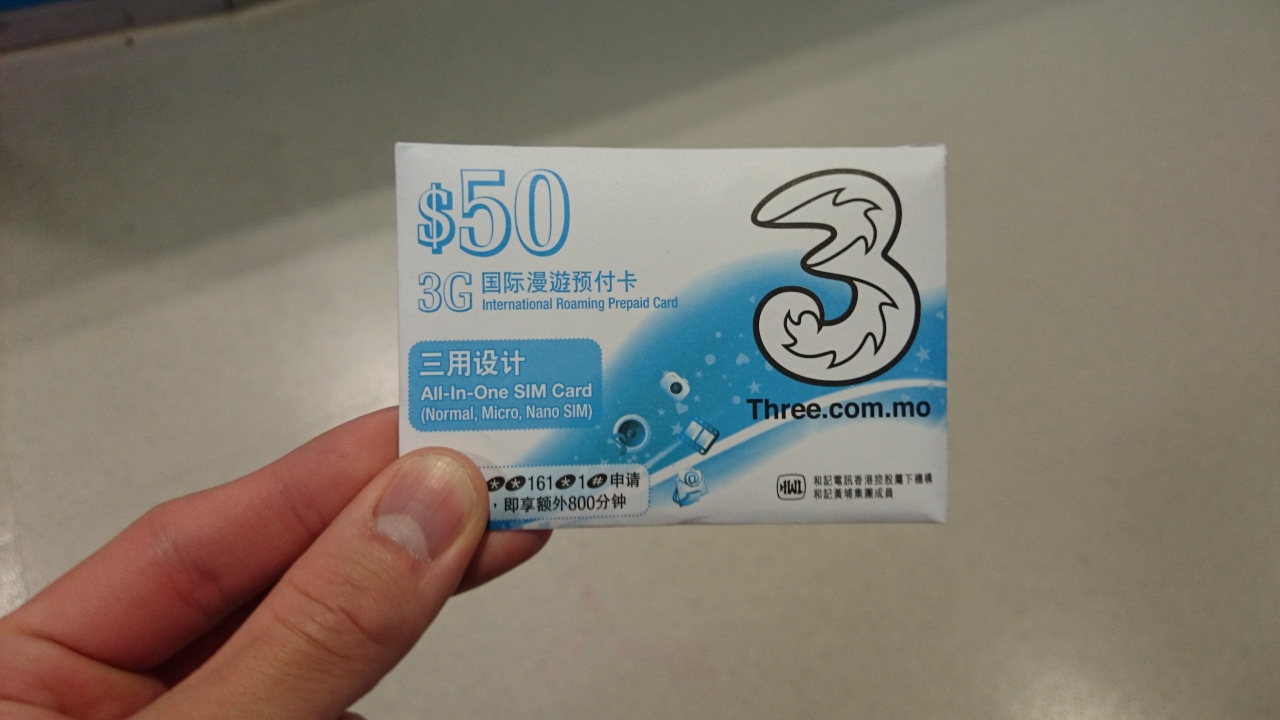 $50
3G 国际漫遊预付卡
International Roaming Prepaid Card
3
Three.com.mo
三用设计
All-In-One SIM Card
(Normal, Micro, Nano SIM)
**161*1#申请
，即享额外800分钟
和記電訊香港控股屬下機構
和記黃埔集團成員